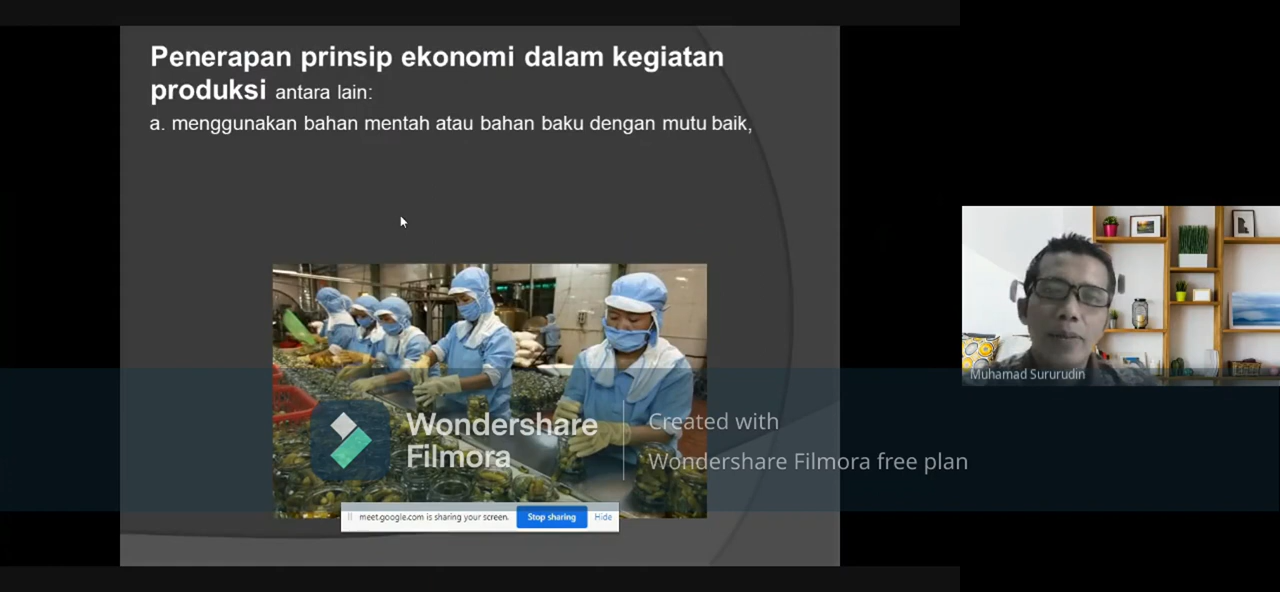 Penerapan prinsip ekonomi dalam kegiatan
produksi antara lain:
a. menggunakan bahan mentah atau bahan baku dengan mutu baik,
Muhamad Sururudin
Wondershare
Filmora
Created with
Wondershare Filmora free plan
meet.google.com is sharing your screen. Stop sharing Hide